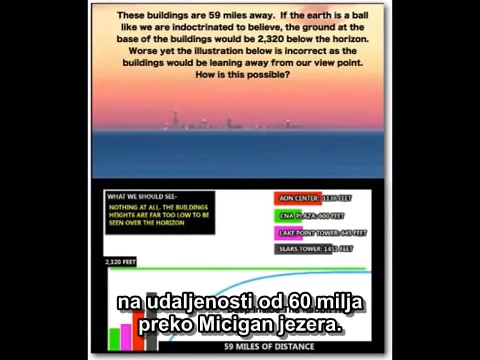 These buildings are 59 miles away. If the earth is a ball
like we are indoctrinated to believe, the ground at the
base of the buildings would be 2,320 below the horizon.
Worse yet the illustration below is incorrect as the
buildings would be leaning away from our view point.
How is this possible?
WHAT WE SHOULD SEE-
NOTHING AT ALL. THE BUILDINGS
HEIGHTS ARE FAR TOO LOW TO BE
SEEN OVER THE HORIZON
AON CENTER: 1136 FEET
CNA PLAZA: 600 FEET
LAKE POINT TOWER: 645 FEET
SEARS TOWER: 1451 FEET
2,320 FEET
na udaljenosti od 60 milja
preko Micigan jezera.
59 MILES OF DISTANCE